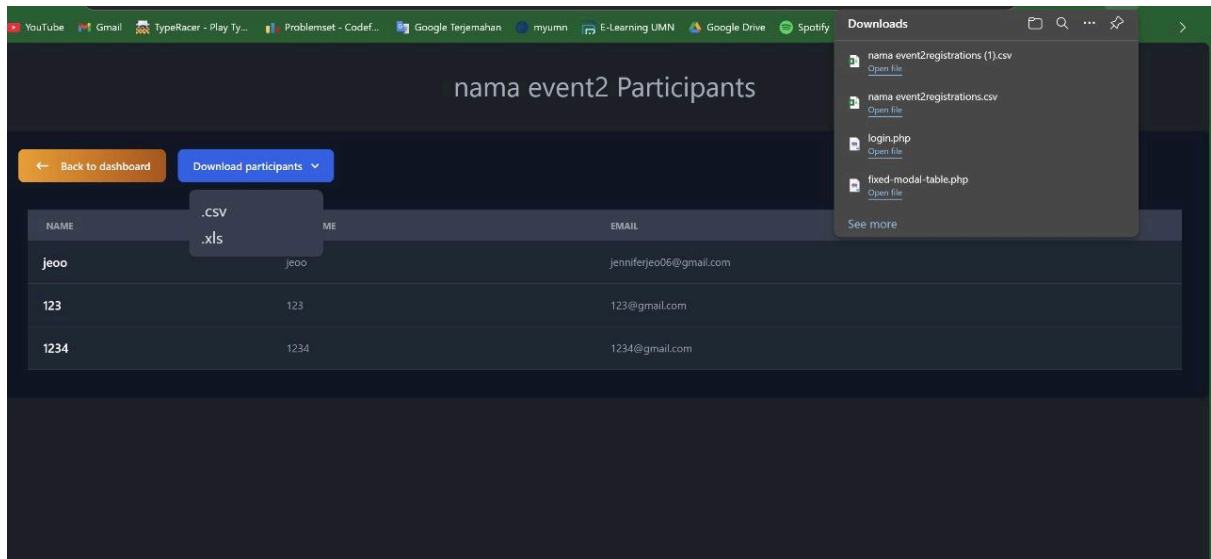 YouTube Gmail TypeRacer - Play Ty... Problemset - Codef... Google Terjemahan myumn E-Learning UMN Google Drive Spotify
Downloads
nama event2registrations (1).csv
Open file
nama event2registrations.csv
Open file
login.php
Open file
fixed-modal-table.php
Open file
See more
nama event2 Participants
Back to dashboard
Download participants
.csv
.xls
NAME ME EMAIL
jeoo jeoo jenniferjeo06@gmail.com
123 123 123@gmail.com
1234 1234 1234@gmail.com